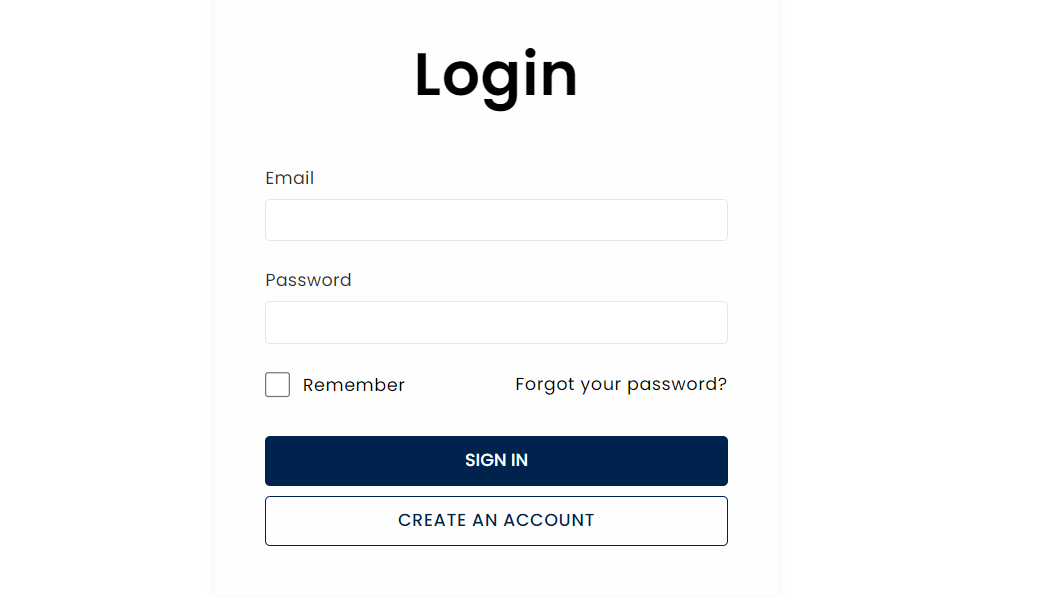 Login
Email
Password
Remember Forgot your password?
SIGN IN
CREATE AN ACCOUNT